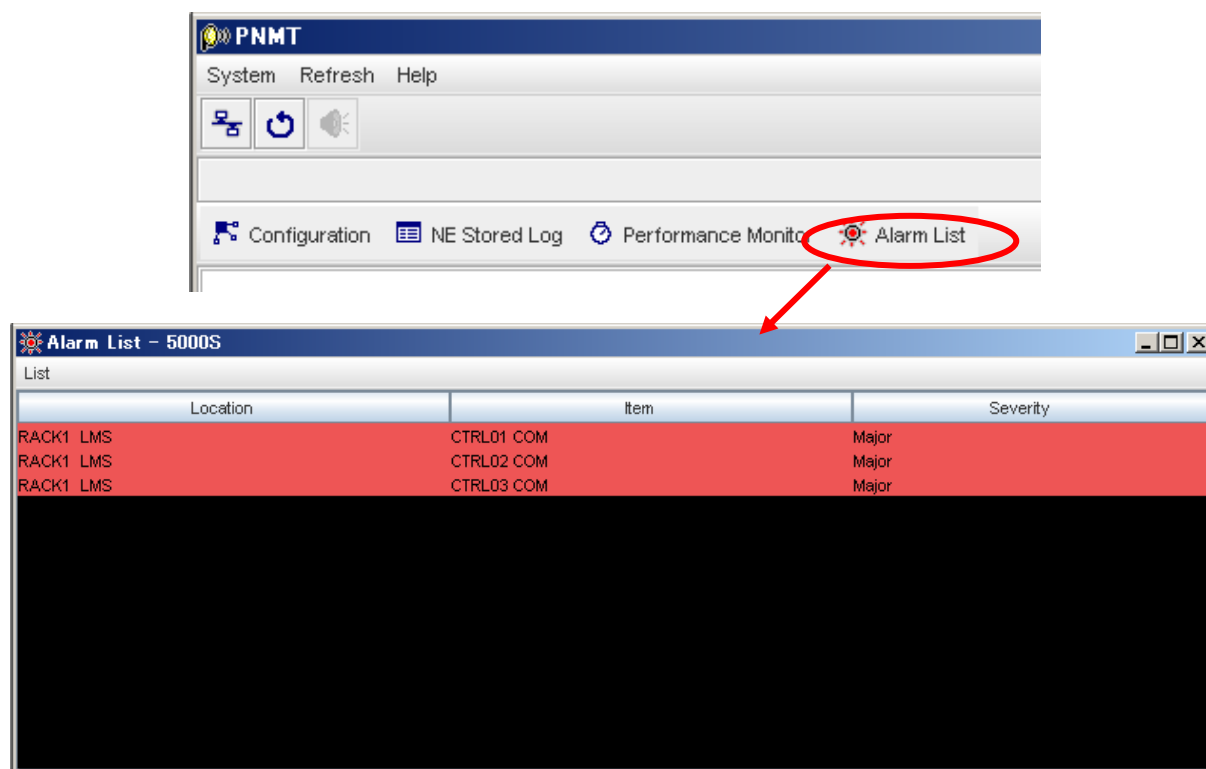 PNMT
System Refresh Help
Configuration NE Stored Log Performance Monito Alarm List
Alarm List - 5000S
List
Location Item Severity
RACK1 LMS CTRL01 COM Major
RACK1 LMS CTRL02 COM Major
RACK1 LMS CTRL03 COM Major